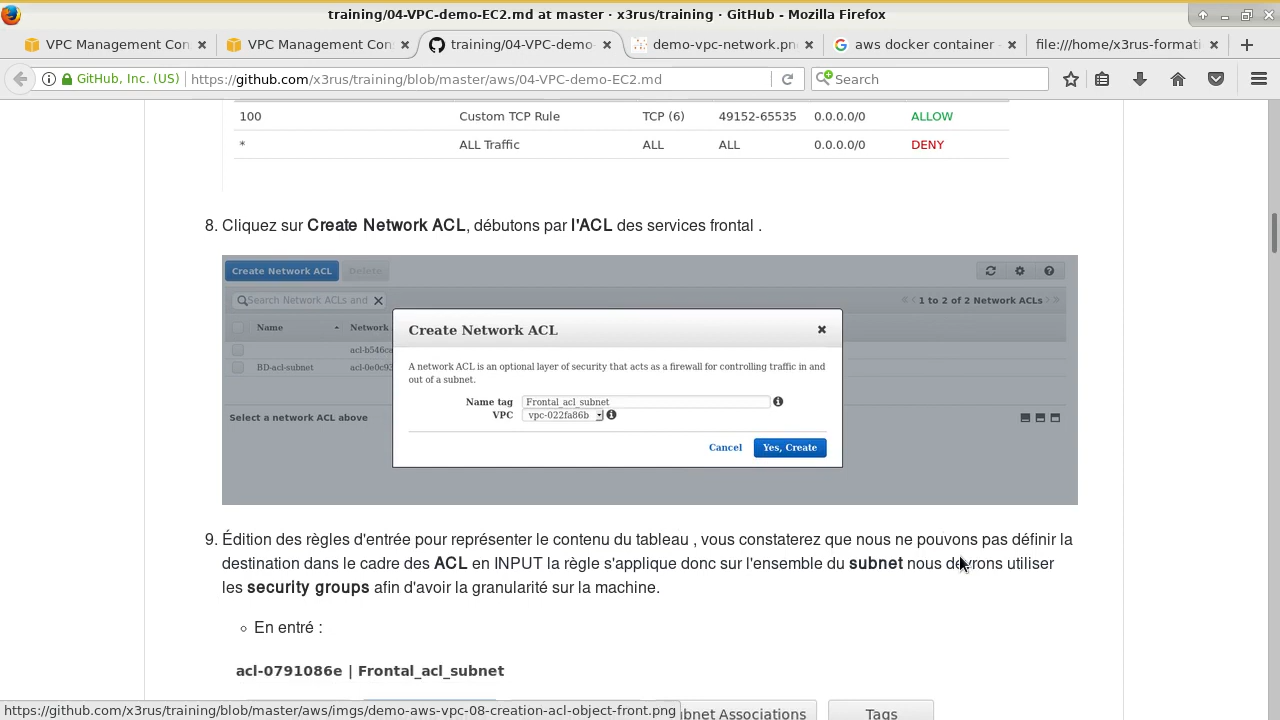 training/04-VPC-demo-EC2.md at master · x3rus/training · GitHub - Mozilla Firefox
VPC Management Con
VPC Management Con
training/04-VPC-demo-
demo-vpc-network.pn
aws docker container
file:///home/x3rus-formati
GitHub, Inc. (US)
https://github.com/x3rus/training/blob/master/aws/04-VPC-demo-EC2.md
Search
100 Custom TCP Rule TCP (6) 49152-65535 0.0.0.0/0 ALLOW
* ALL Traffic ALL ALL 0.0.0.0/0 DENY
8. Cliquez sur Create Network ACL, débutons par l'ACL des services frontal .
Create Network ACL Delete
Search Network ACLs and
1 to 2 of 2 Network ACLs
Name Network
acl-b546ca
BD-acl-subnet acl-0e0c93
Select a network ACL above
Create Network ACL
A network ACL is an optional layer of security that acts as a firewall for controlling traffic in and
out of a subnet.
Name tag Frontal_acl_subnet
VPC vpc-022fa86b
Cancel Yes, Create
9. Édition des règles d'entrée pour représenter le contenu du tableau , vous constaterez que nous ne pouvons pas définir la
destination dans le cadre des ACL en INPUT la règle s'applique donc sur l'ensemble du subnet nous devrons utiliser
les security groups afin d'avoir la granularité sur la machine.
En entré :
acl-0791086e | Frontal_acl_subnet
https://github.com/x3rus/training/blob/master/aws/imgs/demo-aws-vpc-08-creation-acl-object-front.png
bnet Associations
Tags